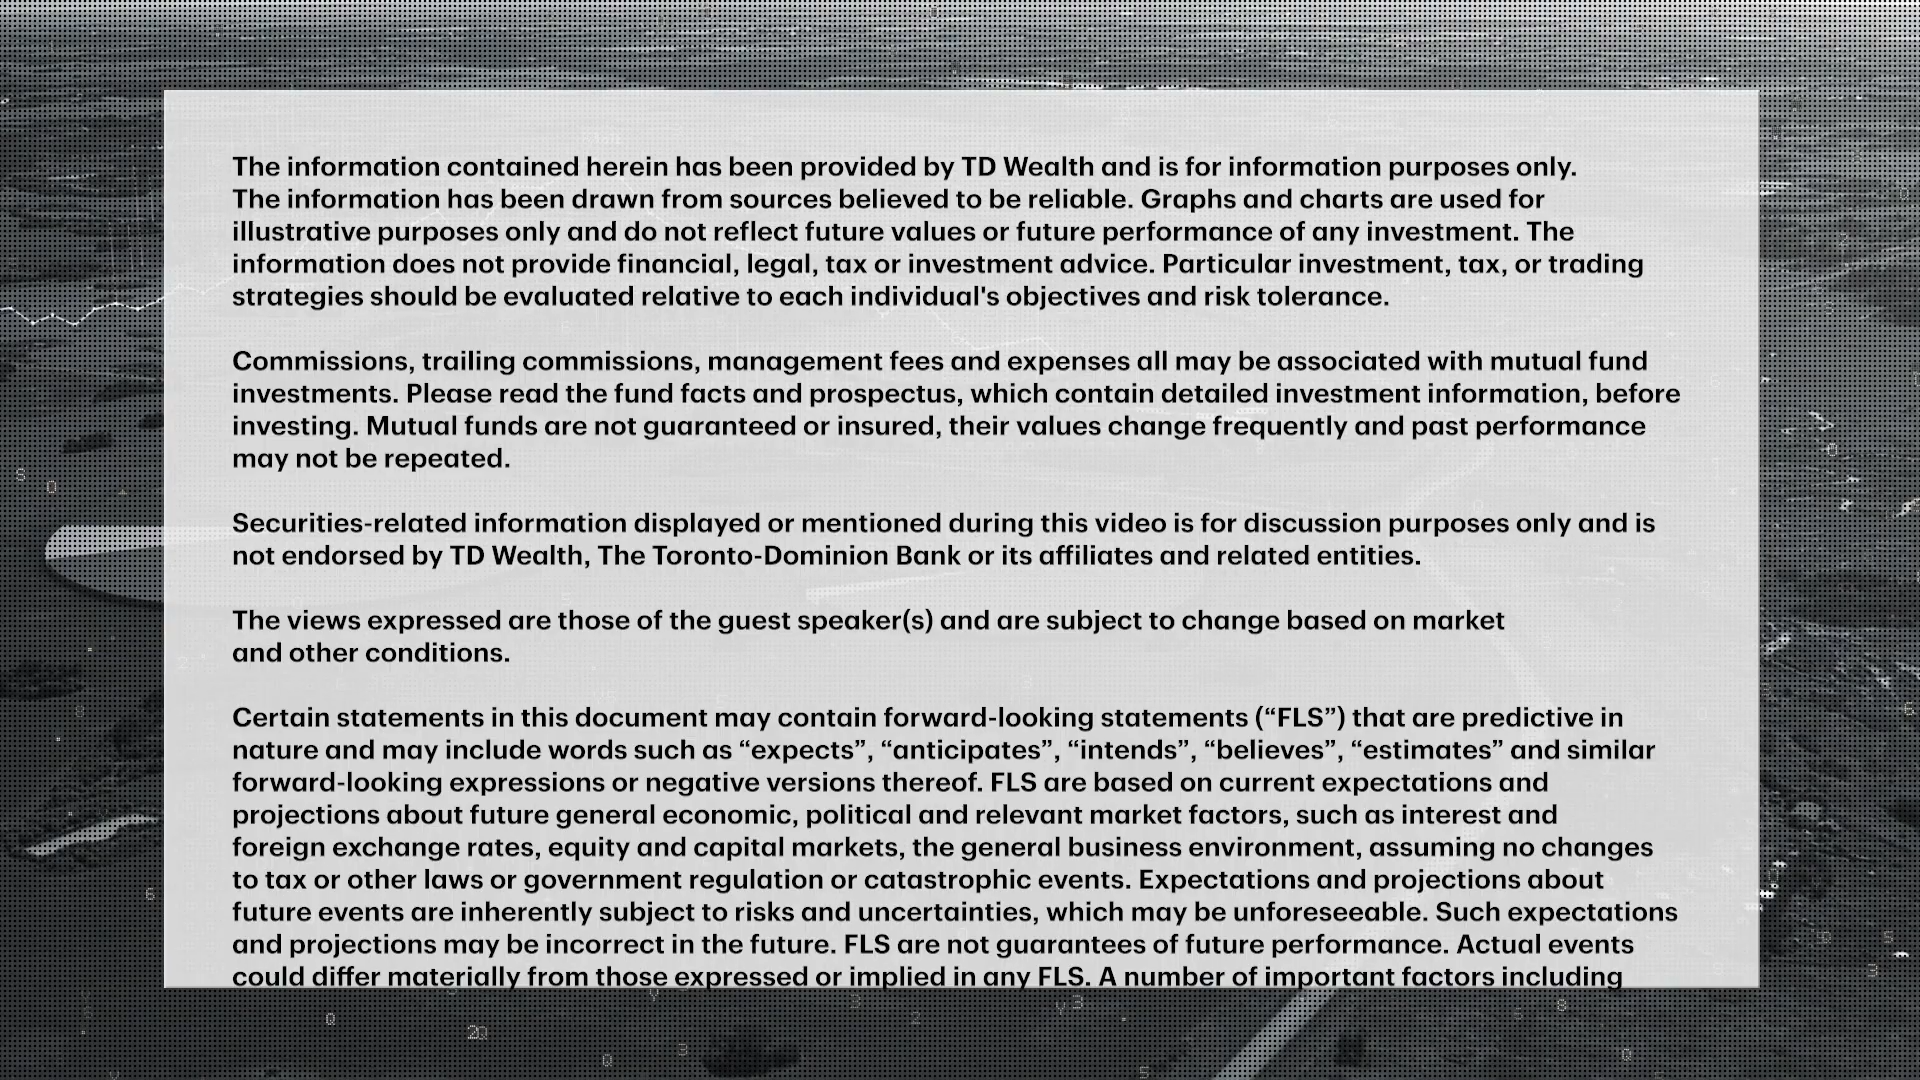 The information contained herein has been provided by TD Wealth and is for information purposes only.
The information has been drawn from sources believed to be reliable. Graphs and charts are used for
illustrative purposes only and do not reflect future values or future performance of any investment. The
information does not provide financial, legal, tax or investment advice. Particular investment, tax, or trading
strategies should be evaluated relative to each individual's objectives and risk tolerance.
Commissions, trailing commissions, management fees and expenses all may be associated with mutual fund
investments. Please read the fund facts and prospectus, which contain detailed investment information, before
investing. Mutual funds are not guaranteed or insured, their values change frequently and past performance
may not be repeated.
Securities-related information displayed or mentioned during this video is for discussion purposes only and is
not endorsed by TD Wealth, The Toronto-Dominion Bank or its affiliates and related entities.
The views expressed are those of the guest speaker(s) and are subject to change based on market
and other conditions.
Certain statements in this document may contain forward-looking statements (“FLS”) that are predictive in
nature and may include words such as “expects”, “anticipates”, “intends”, “believes”, “estimates” and similar
forward-looking expressions or negative versions thereof. FLS are based on current expectations and
projections about future general economic, political and relevant market factors, such as interest and
foreign exchange rates, equity and capital markets, the general business environment, assuming no changes
to tax or other laws or government regulation or catastrophic events. Expectations and projections about
future events are inherently subject to risks and uncertainties, which may be unforeseeable. Such expectations
and projections may be incorrect in the future. FLS are not guarantees of future performance. Actual events
could differ materially from those expressed or implied in any FLS. A number of important factors including